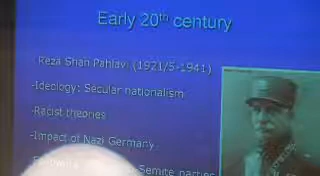 Early 20th century
Reza Shah Pahlavi (1921/5-1941)
-Ideology: Secular nationalism
-Racist theories
-Impact of Nazi Germany
Semite parties